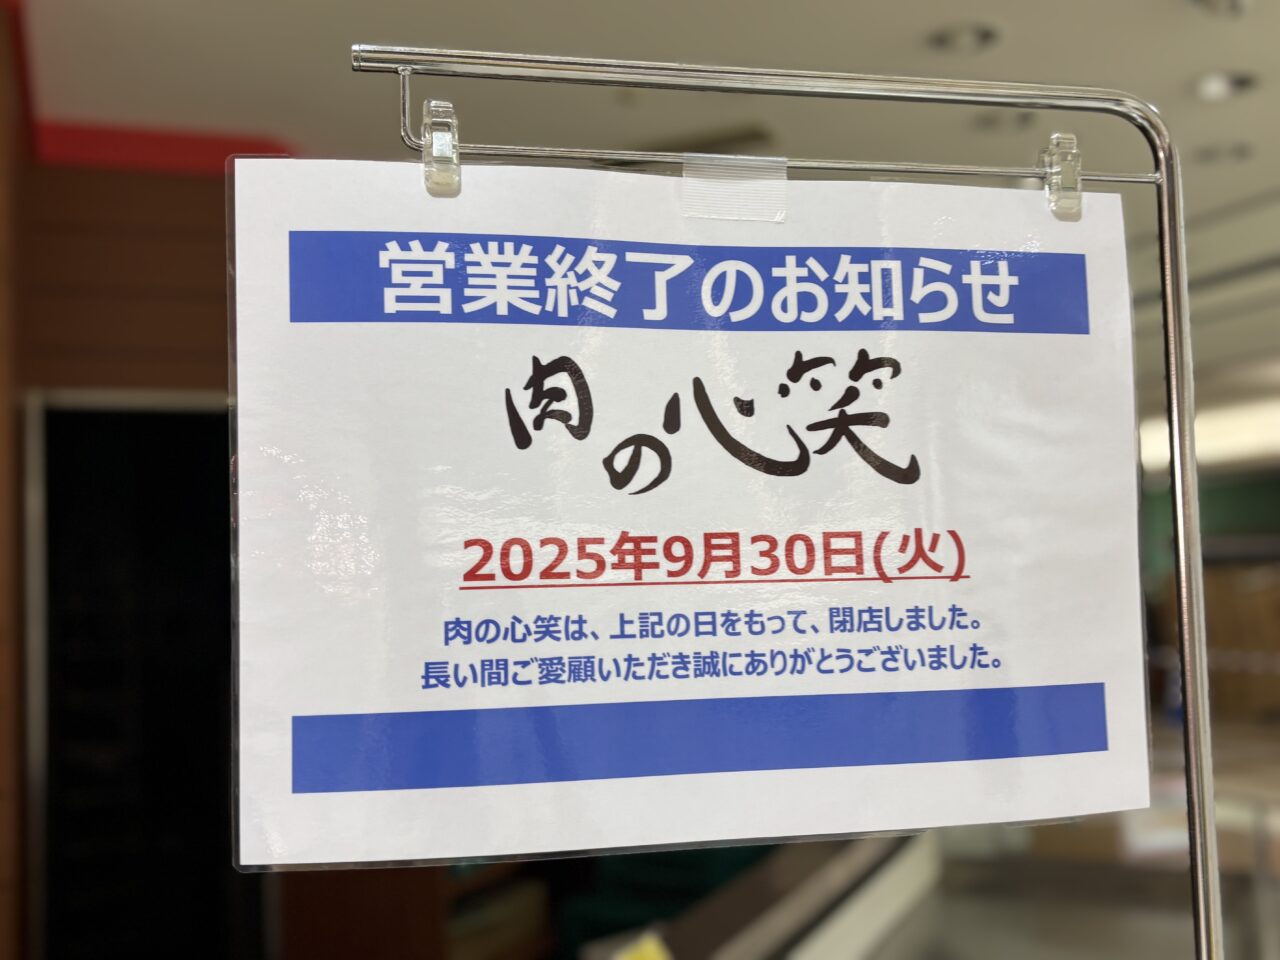 営業終了のお知らせ
肉の心笑
2025年9月30日(火)
肉の心笑は、上記の日をもって、閉店しました。
長い間ご愛顧いただき誠にありがとうございました。